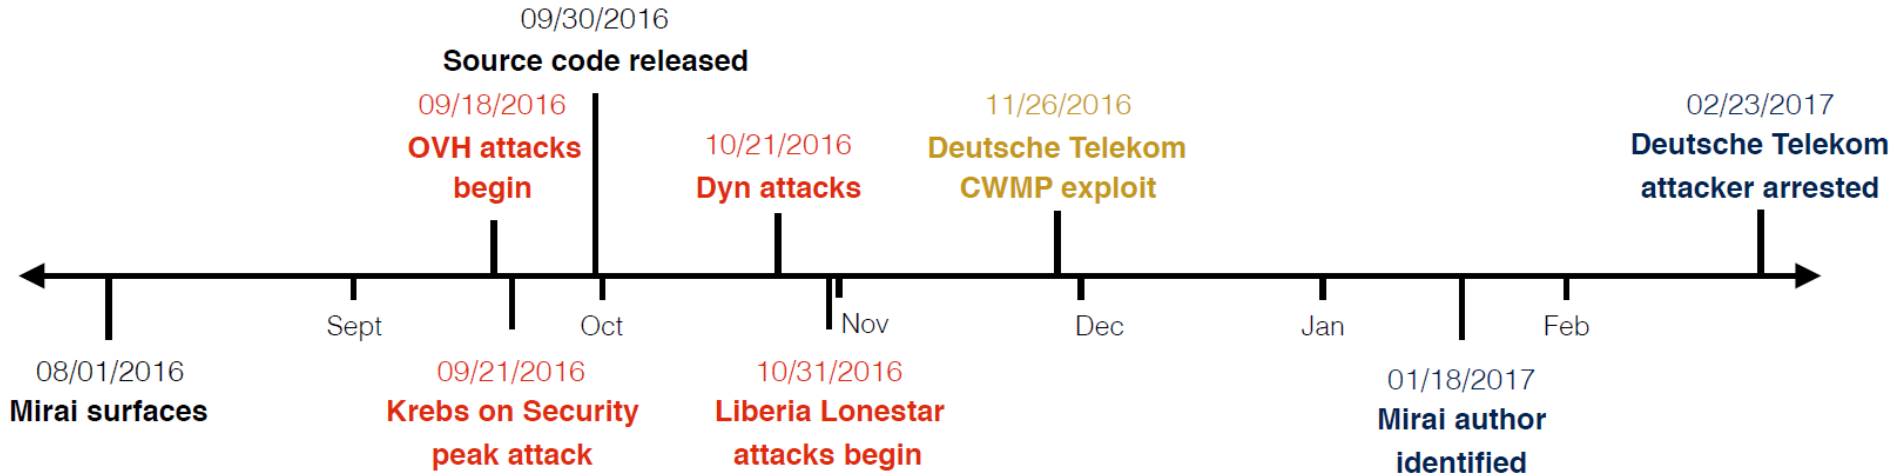 09/30/2016
Source code released
09/18/2016
OVH attacks
begin
10/21/2016
Dyn attacks
11/26/2016
Deutsche Telekom
CWMP exploit
02/23/2017
Deutsche Telekom
attacker arrested
Sept
Oct
Nov
Dec
Jan
Feb
08/01/2016
Mirai surfaces
09/21/2016
Krebs on Security
peak attack
10/31/2016
Liberia Lonestar
attacks begin
01/18/2017
Mirai author
identified